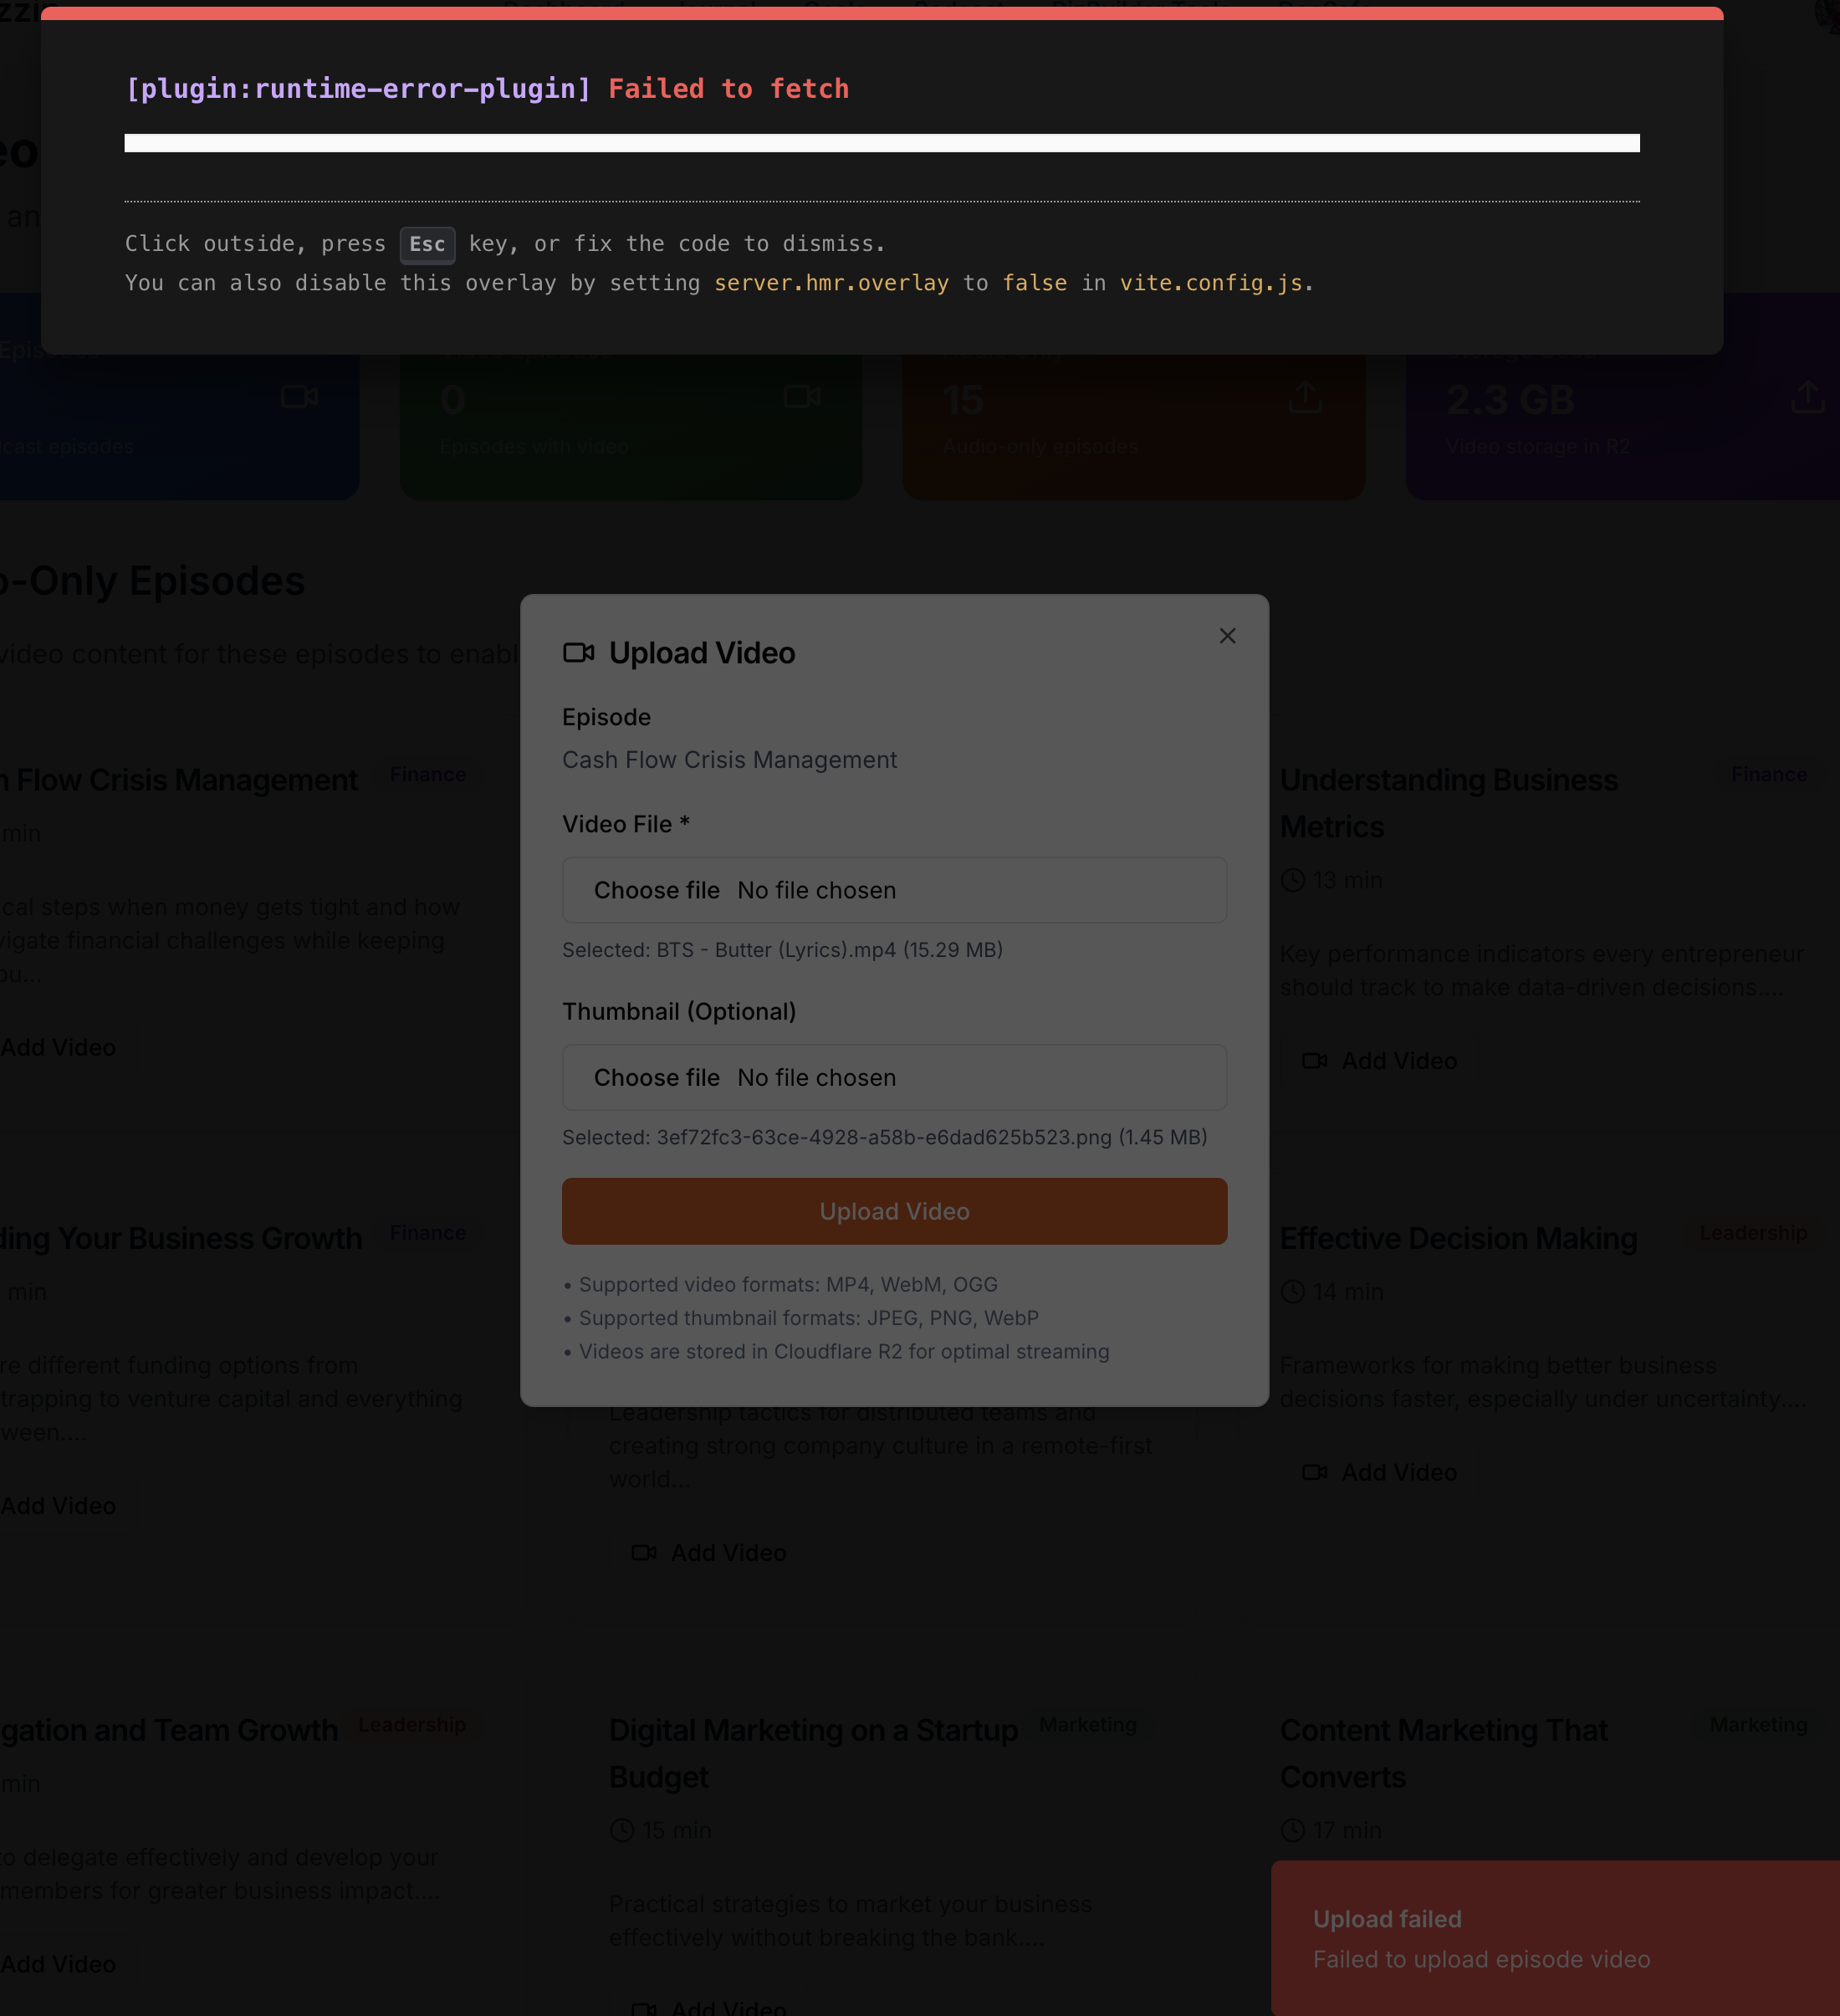 [plugin:runtime-error-plugin] Failed to fetch
Click outside, press Esc key, or fix the code to dismiss.
You can also disable this overlay by setting server.hmr.overlay to false in vite.config.js.
0
15
2.3 GB
Episodes with video
Audio-only episodes
Video storage in R2
episodes
-Only Episodes
video content for these episodes to
Upload Video
Episode
Cash Flow Crisis Management
Video File *
Choose file No file chosen
Selected: BTS - Butter (Lyrics).mp4 (15.29 MB)
Thumbnail (Optional)
Choose file No file chosen
Selected: 3ef72fc3-63ce-4928-a58b-e6dad625b523.png (1.45 MB)
Upload Video
• Supported video formats: MP4, WebM, OGG
• Supported thumbnail formats: JPEG, PNG, WebP
• Videos are stored in Cloudflare R2 for optimal streaming
Flow Crisis Management
Finance
min
steps when money gets tight and how
financial challenges while keeping
Add Video
Understanding Business
Metrics
Finance
13 min
Key performance indicators every entrepreneur
should track to make data-driven decisions....
Add Video
Your Business Growth
Finance
min
different funding options from
to venture capital and everything
Add Video
Leadership tactics for distributed teams and
creating strong company culture in a remote-first
world...
Add Video
Effective Decision Making
Leadership
14 min
Frameworks for making better business
decisions faster, especially under uncertainty....
Add Video
and Team Growth
Leadership
min
to delegate effectively and develop your
members for greater business impact....
Add Video
Digital Marketing on a Startup
Budget
Marketing
15 min
Practical strategies to market your business
effectively without breaking the bank....
Add Video
Content Marketing That
Converts
Marketing
17 min
Upload failed
Failed to upload episode video